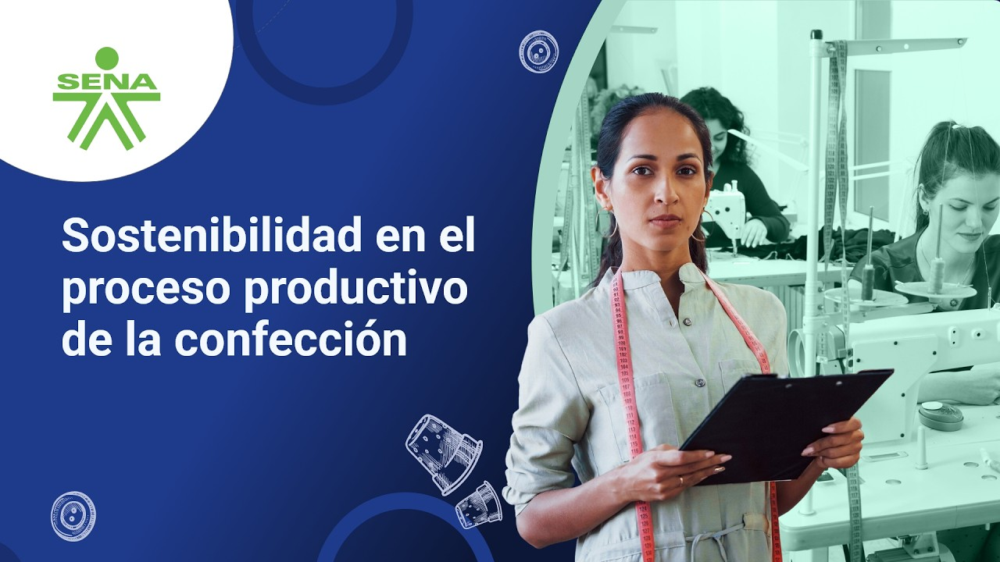 SENA
Sostenibilidad en el
proceso productivo
de la confección